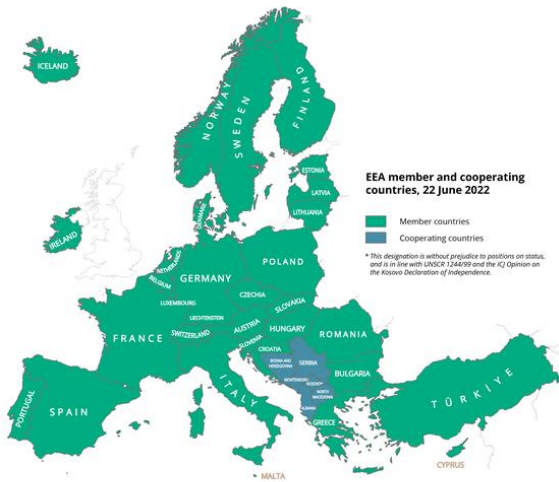 ICELAND
NORWAY
SWEDEN
FINLAND
ESTONIA
LATVIA
LITHUANIA
DENMARK
IRELAND
NETHERLANDS
BELGIUM
GERMANY
POLAND
LUXEMBOURG
CZECHIA
SLOVAKIA
LIECHTENSTEIN
FRANCE
SWITZERLAND
AUSTRIA
HUNGARY
SLOVENIA
ROMANIA
CROATIA
BOSNIA AND
HERZEGOVINA
SERBIA
MONTENEGRO
KOSOVO*
BULGARIA
NORTH
MACEDONIA
ALBANIA
ITALY
PORTUGAL
SPAIN
GREECE
TÜRKİYE
CYPRUS
MALTA
EEA member and cooperating
countries, 22 June 2022
Member countries
Cooperating countries
* This designation is without prejudice to positions on status,
and is in line with UNSCR 1244/99 and the ICJ Opinion on
the Kosovo Declaration of Independence.